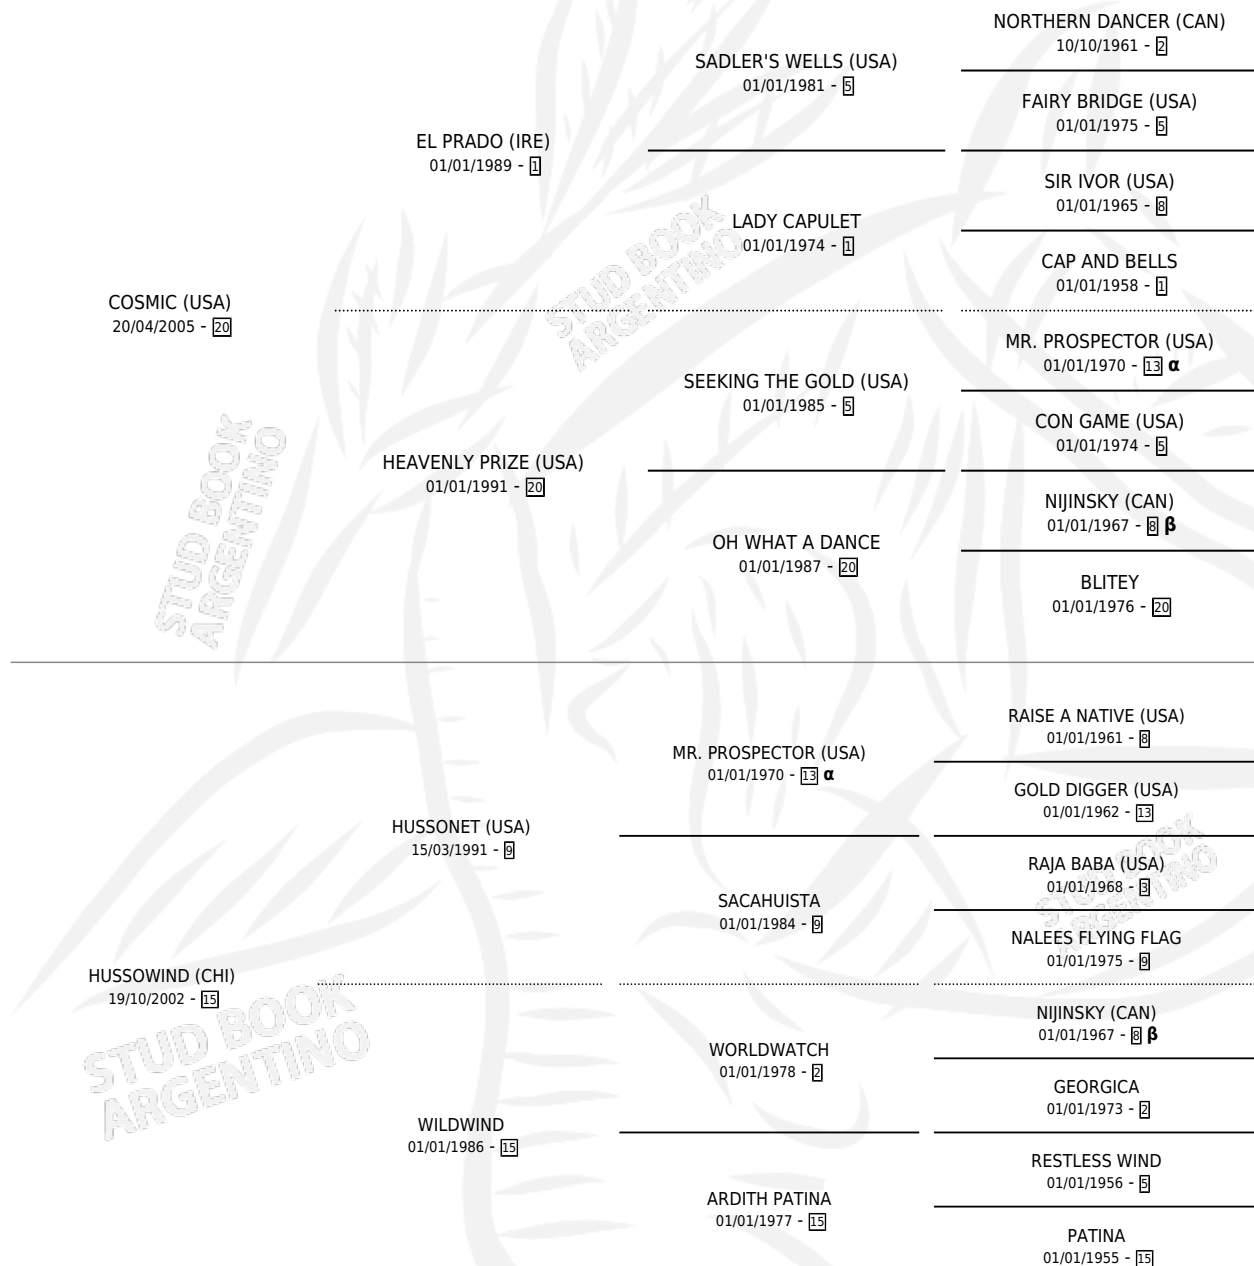 NORTHERN DANCER (CAN)
10/10/1961 - 2
SADLER'S WELLS (USA)
01/01/1981 - 5
FAIRY BRIDGE (USA)
01/01/1975 - 5
EL PRADO (IRE)
01/01/1989 - 1
SIR IVOR (USA)
01/01/1965 - 8
LADY CAPULET
01/01/1974 - 1
CAP AND BELLS
01/01/1958 - 1
COSMIC (USA)
20/04/2005 - 20
MR. PROSPECTOR (USA)
01/01/1970 - 13 α
SEEKING THE GOLD (USA)
01/01/1985 - 5
CON GAME (USA)
01/01/1974 - 5
HEAVENLY PRIZE (USA)
01/01/1991 - 20
NIJINSKY (CAN)
01/01/1967 - 8 β
OH WHAT A DANCE
01/01/1987 - 20
BLITEY
01/01/1976 - 20
STUD BOOK
ARGENTINO
STUD BOOK
ARGENTINO
RAISE A NATIVE (USA)
01/01/1961 - 8
MR. PROSPECTOR (USA)
01/01/1970 - 13 α
GOLD DIGGER (USA)
01/01/1962 - 13
HUSSONET (USA)
15/03/1991 - 9
RAJA BABA (USA)
01/01/1968 - 3
SACAHUISTA
01/01/1984 - 9
NALEES FLYING FLAG
01/01/1975 - 9
STUD BOOK
ARGENTINO
HUSSOWIND (CHI)
19/10/2002 - 15
NIJINSKY (CAN)
01/01/1967 - 8 β
WORLDWATCH
01/01/1978 - 2
GEORGICA
01/01/1973 - 2
STUD BOOK
ARGENTINO
WILDWIND
01/01/1986 - 15
RESTLESS WIND
01/01/1956 - 5
ARDITH PATINA
01/01/1977 - 15
PATINA
01/01/1955 - 15